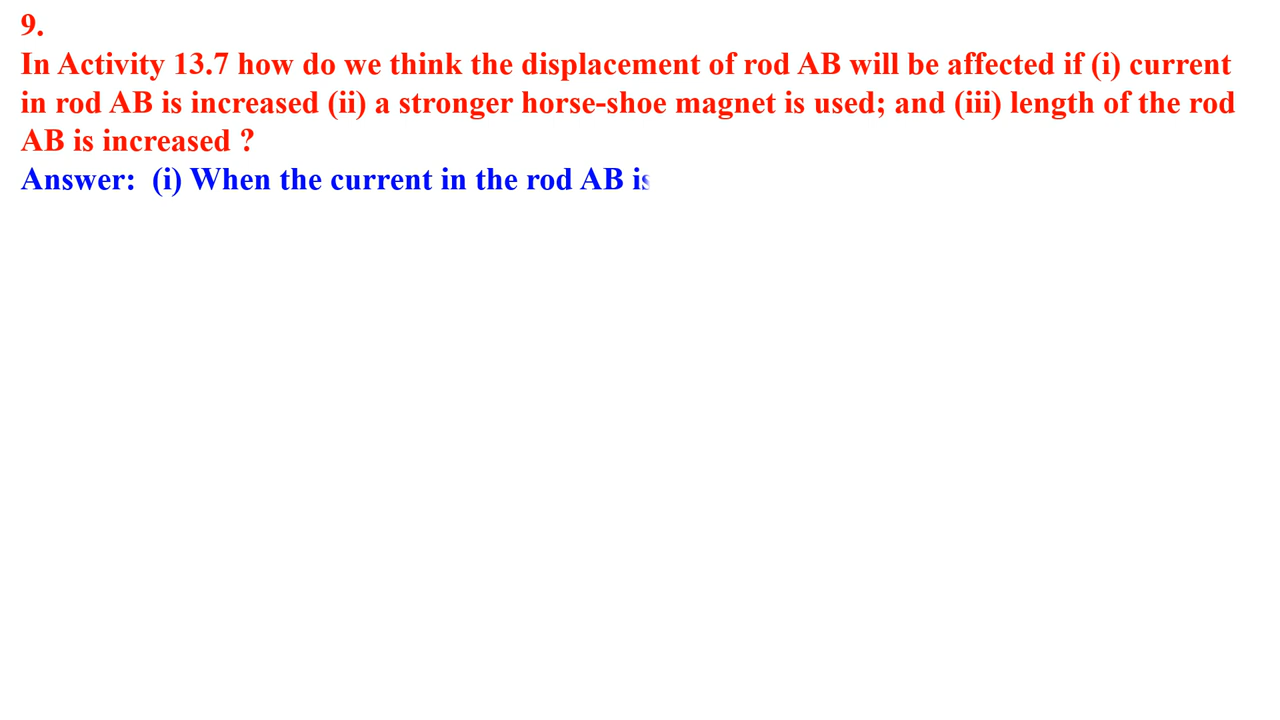 9.
In Activity 13.7 how do we think the displacement of rod AB will be affected if (i) current
in rod AB is increased (ii) a stronger horse-shoe magnet is used; and (iii) length of the rod
AB is increased ?
Answer:  (i) When the current in the rod AB is